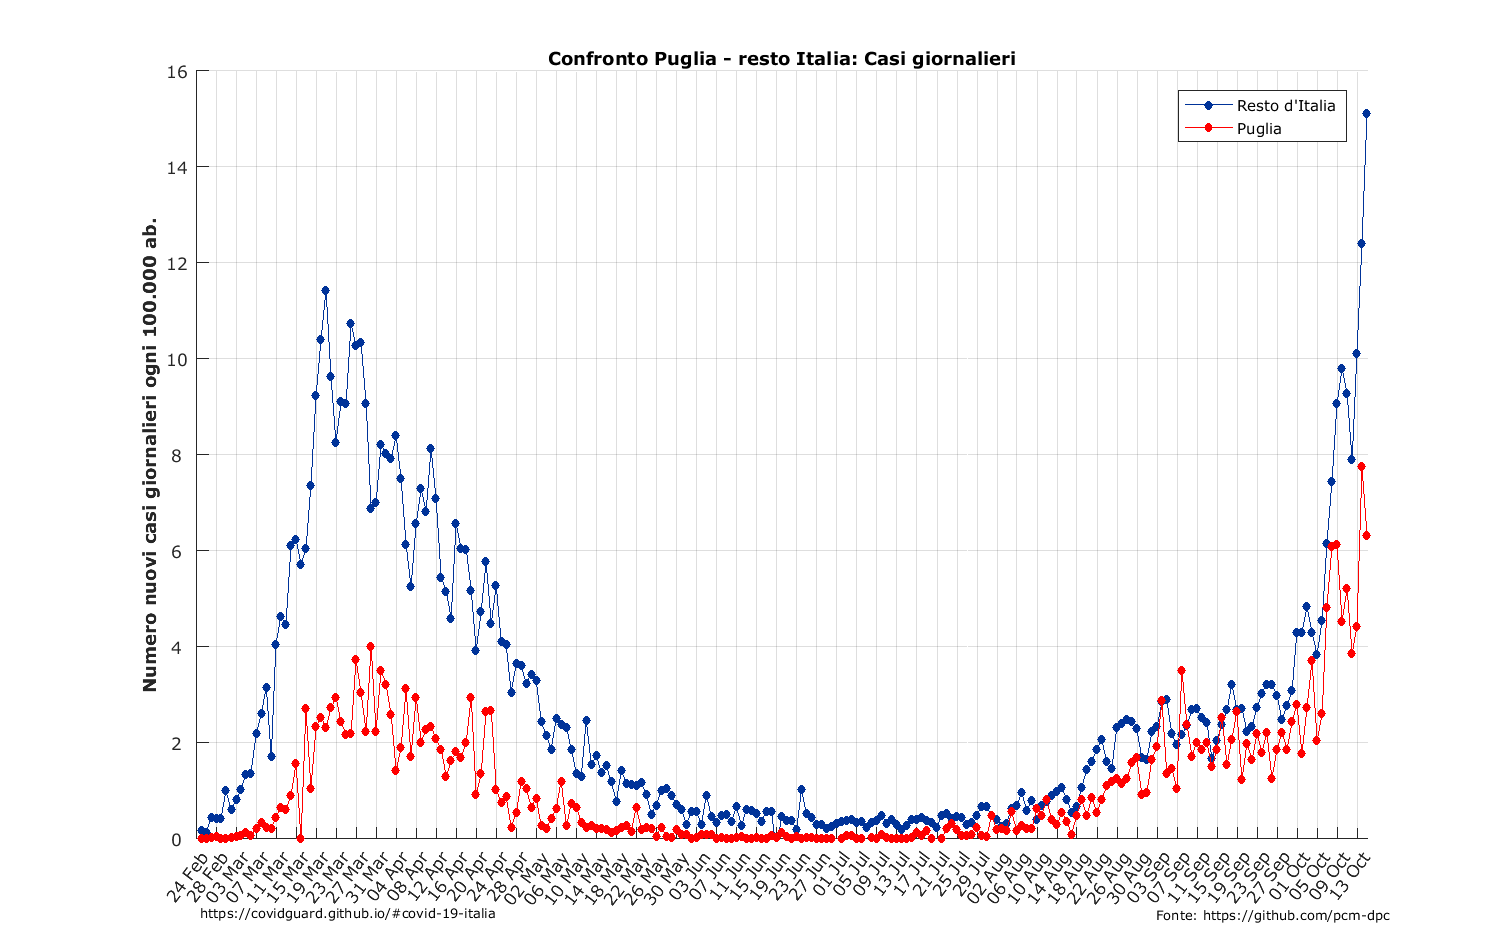 Confronto Puglia - resto Italia: Casi giornalieri
Resto d'Italia
Puglia
Numero nuovi casi giornalieri ogni 100.000 ab.
16
14
12
10
8
6
4
2
0
24 Feb
28 Feb
03 Mar
07 Mar
11 Mar
15 Mar
19 Mar
23 Mar
27 Mar
31 Mar
04 Apr
08 Apr
12 Apr
16 Apr
20 Apr
24 Apr
28 Apr
02 May
06 May
10 May
14 May
18 May
22 May
26 May
30 May
03 Jun
07 Jun
11 Jun
15 Jun
19 Jun
23 Jun
27 Jun
01 Jul
05 Jul
09 Jul
13 Jul
17 Jul
21 Jul
25 Jul
29 Jul
02 Aug
06 Aug
10 Aug
14 Aug
18 Aug
22 Aug
26 Aug
30 Aug
03 Sep
07 Sep
11 Sep
15 Sep
19 Sep
23 Sep
27 Sep
01 Oct
05 Oct
09 Oct
13 Oct
https://covidguard.github.io/#covid-19-italia
Fonte: https://github.com/pcm-dpc